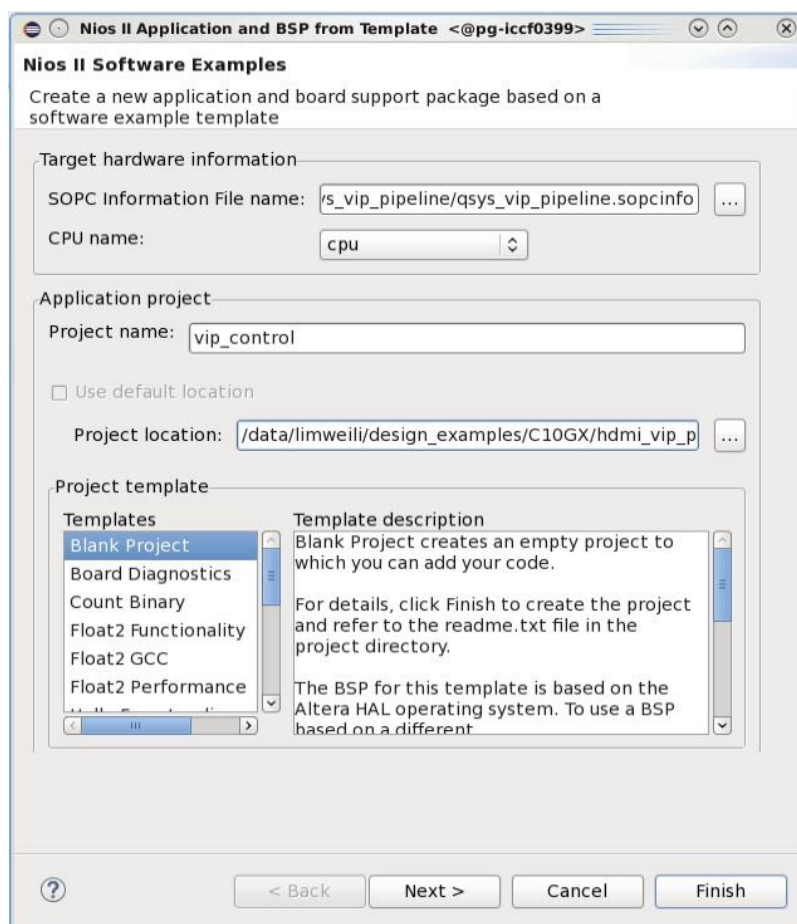 Nios II Application and BSP from Template <@pg-iccf0399>
Nios II Software Examples
Create a new application and board support package based on a
software example template
Target hardware information
SOPC Information File name:
/s_vip_pipeline/qsys_vip_pipeline.sopcinfo
...
CPU name:
cpu
Application project
Project name:
vip_control
Use default location
Project location:
/data/limweili/design_examples/C10GX/hdmi_vip_p
...
Project template
Templates
Blank Project
Board Diagnostics
Count Binary
Float2 Functionality
Float2 GCC
Float2 Performance
Template description
Blank Project creates an empty project to
which you can add your code.
For details, click Finish to create the project
and refer to the readme.txt file in the
project directory.
The BSP for this template is based on the
Altera HAL operating system. To use a BSP
based on a different
< Back
Next >
Cancel
Finish